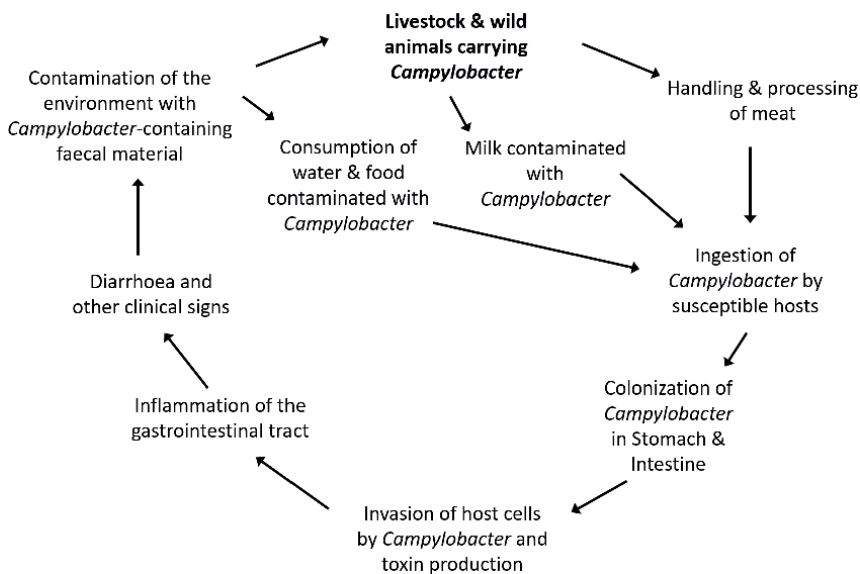 Livestock & wild
animals carrying
Campylobacter
Handling & processing
of meat
Contamination of the
environment with
Campylobacter-containing
faecal material
Consumption of
water & food
contaminated with
Campylobacter
Milk contaminated
with
Campylobacter
Ingestion of
Campylobacter by
susceptible hosts
Diarrhoea and
other clinical signs
Colonization of
Campylobacter
in Stomach &
Intestine
Inflammation of the
gastrointestinal tract
Invasion of host cells
by Campylobacter and
toxin production